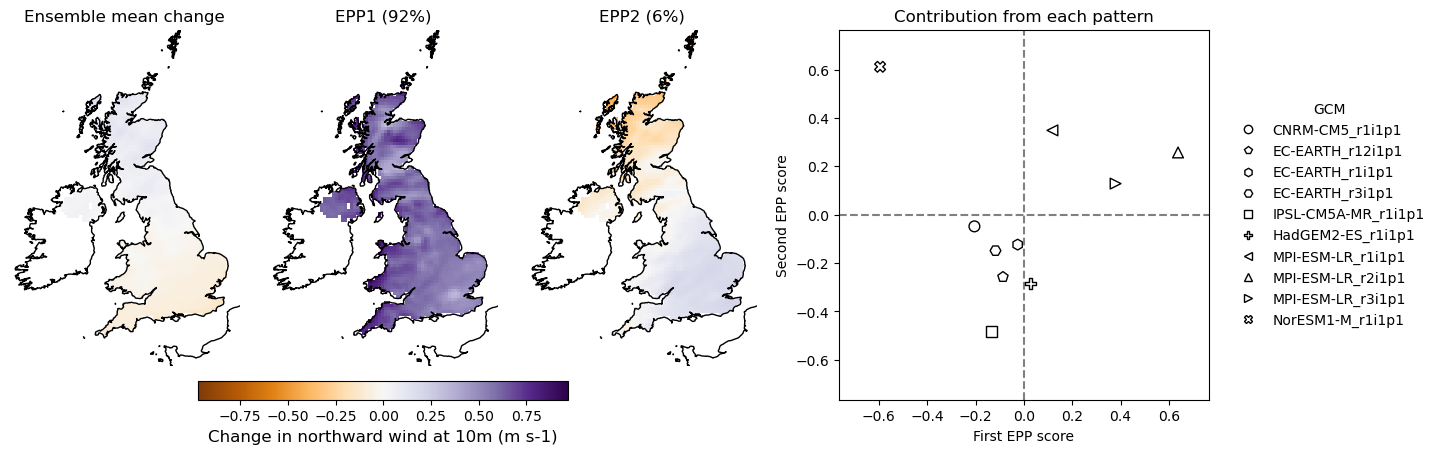 Ensemble mean change
EPP1 (92%)
EPP2 (6%)
Contribution from each pattern
−0.75 −0.50 −0.25 0.00 0.25 0.50 0.75
Change in northward wind at 10m (m s-1)
Second EPP score
0.6
0.4
0.2
0.0
−0.2
−0.4
−0.6
−0.6 −0.4 −0.2 0.0 0.2 0.4 0.6
First EPP score
GCM
CNRM-CM5_r1i1p1
EC-EARTH_r12i1p1
EC-EARTH_r1i1p1
EC-EARTH_r3i1p1
IPSL-CM5A-MR_r1i1p1
HadGEM2-ES_r1i1p1
MPI-ESM-LR_r1i1p1
MPI-ESM-LR_r2i1p1
MPI-ESM-LR_r3i1p1
NorESM1-M_r1i1p1